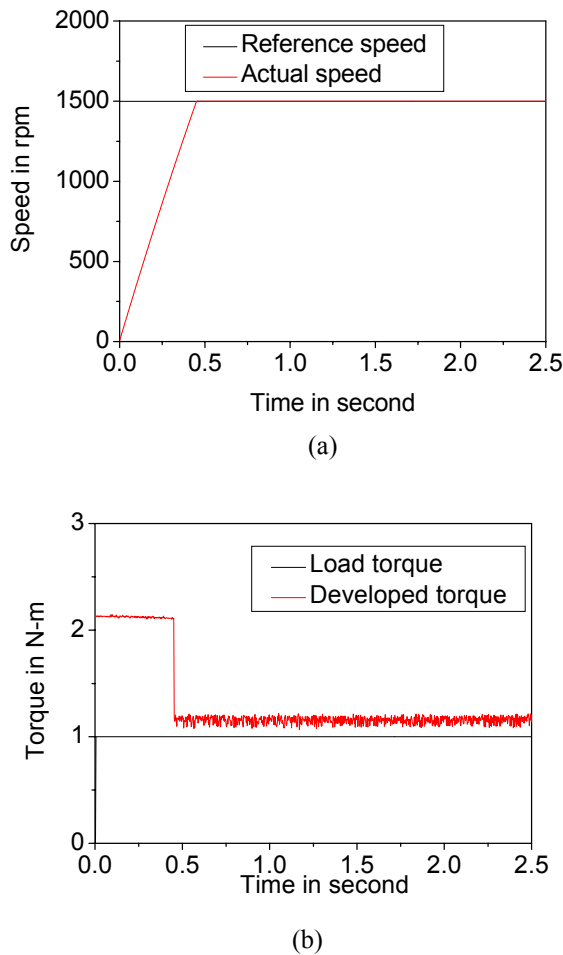 2000
1500
1000
500
0
Speed in rpm
Reference speed
Actual speed
0.0 0.5 1.0 1.5 2.0 2.5
Time in second
(a)
3
2
1
0
Torque in N-m
Load torque
Developed torque
0.0 0.5 1.0 1.5 2.0 2.5
Time in second
(b)